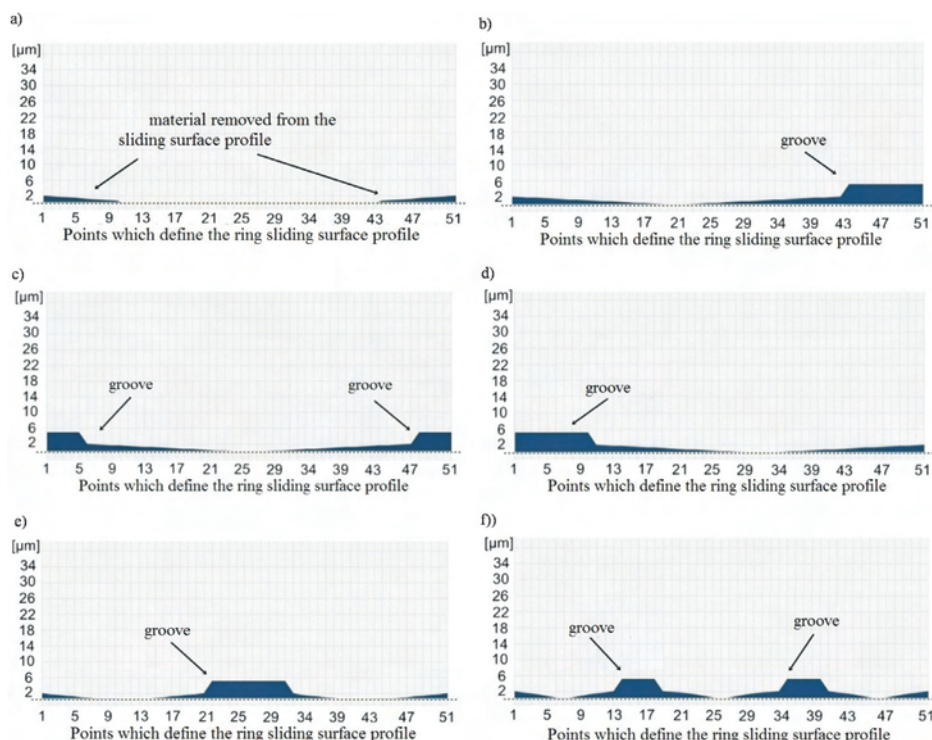 a)
[µm]
34
30
26
22
18
14
10
6
2
material removed from the
sliding surface profile
1 5 9 13 17 21 25 29 34 39 43 47 51
Points which define the ring sliding surface profile
b)
[µm]
34
30
26
22
18
14
10
6
2
groove
1 5 9 13 17 21 25 29 34 39 43 47 51
Points which define the ring sliding surface profile
c)
[µm]
34
30
26
22
18
14
10
6
2
groove
groove
1 5 9 13 17 21 25 29 34 39 43 47 51
Points which define the ring sliding surface profile
d)
[µm]
34
30
26
22
18
14
10
6
2
groove
1 5 9 13 17 21 25 29 34 39 43 47 51
Points which define the ring sliding surface profile
e)
[µm]
34
30
26
22
18
14
10
6
2
groove
1 5 9 13 17 21 25 29 34 39 43 47 51
Points which define the ring sliding surface profile
f))
[µm]
34
30
26
22
18
14
10
6
2
groove
groove
1 5 9 13 17 21 25 29 34 39 43 47 51
Points which define the ring sliding surface profile